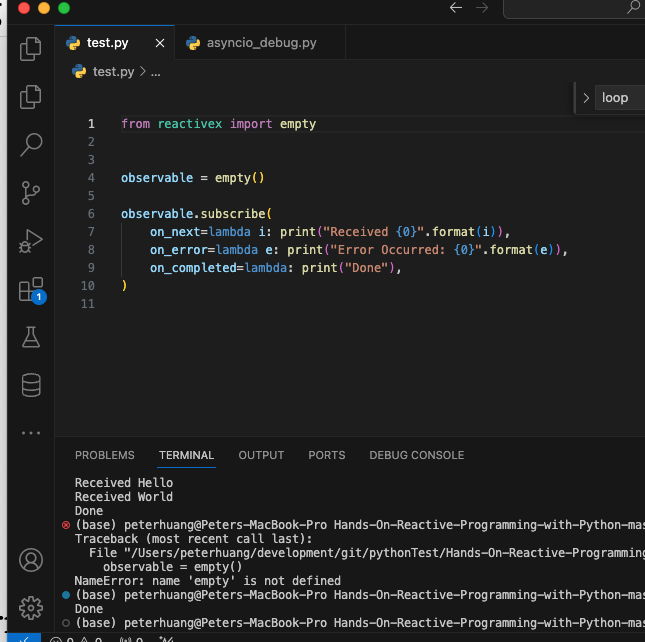 test.py
asyncio_debug.py
test.py > ...
loop
1 from reactivex import empty
2
3
4 observable = empty()
5
6 observable.subscribe(
7 on_next=lambda i: print("Received {0}".format(i)),
8 on_error=lambda e: print("Error Occurred: {0}".format(e)),
9 on_completed=lambda: print("Done"),
10 )
11
1
PROBLEMS TERMINAL OUTPUT PORTS DEBUG CONSOLE
Received Hello
Received World
Done
(base) peterhuang@Peters-MacBook-Pro Hands-On-Reactive-Programming-with-Python-mas
Traceback (most recent call last):
File "/Users/peterhuang/development/git/pythonTest/Hands-On-Reactive-Programming
observable = empty()
NameError: name 'empty' is not defined
(base) peterhuang@Peters-MacBook-Pro Hands-On-Reactive-Programming-with-Python-mas
Done
(base) peterhuang@Peters-MacBook-Pro Hands-On-Reactive-Programming-with-Python-mas